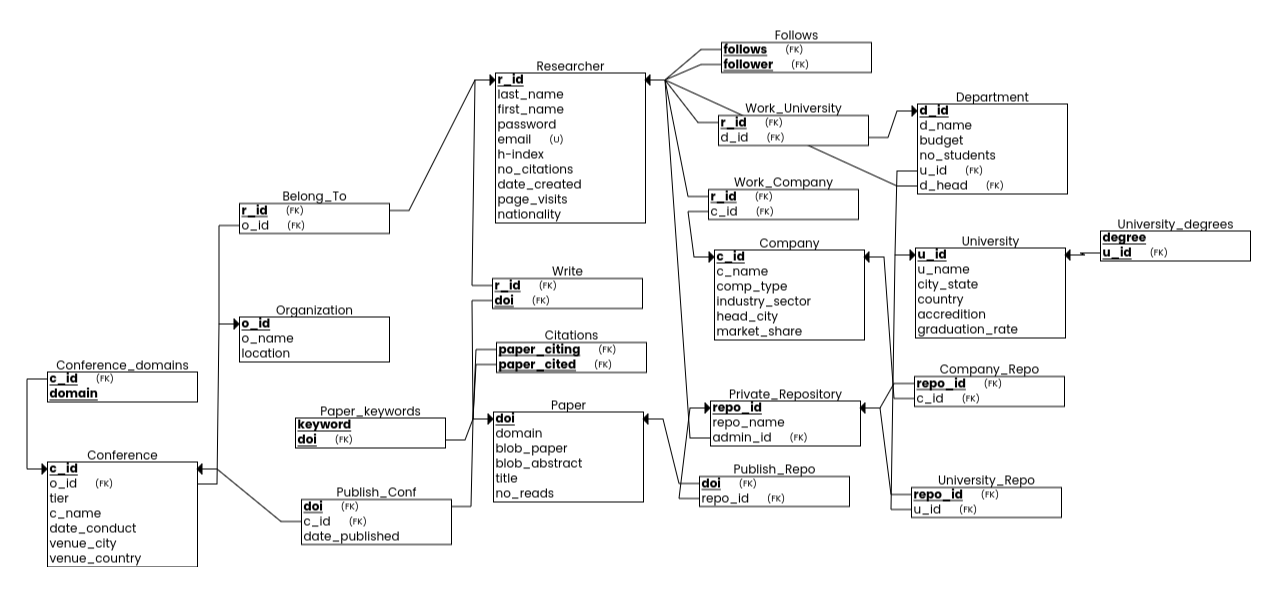 Follows
follows (FK)
follower (FK)
Researcher
r_id
last_name
first_name
password
email (U)
h-index
no_citations
date_created
page_visits
nationality
Work_University
r_id (FK)
d_id (FK)
Department
d_id
d_name
budget
no_students
u_id (FK)
d_head (FK)
Belong_To
r_id (FK)
o_id (FK)
Work_Company
r_id (FK)
c_id (FK)
University_degrees
degree
u_id (FK)
Company
c_id
c_name
comp_type
industry_sector
head_city
market_share
University
u_id
u_name
city_state
country
accredition
graduation_rate
Write
r_id (FK)
doi (FK)
Organization
o_id
o_name
location
Citations
paper_citing (FK)
paper_cited (FK)
Conference_domains
c_id (FK)
domain
Company_Repo
repo_id (FK)
c_id (FK)
Paper_keywords
keyword
doi (FK)
Paper
doi
domain
blob_paper
blob_abstract
title
no_reads
Private_Repository
repo_id
repo_name
admin_id (FK)
Conference
c_id
o_id (FK)
tier
c_name
date_conduct
venue_city
venue_country
Publish_Conf
doi (FK)
c_id (FK)
date_published
Publish_Repo
doi (FK)
repo_id (FK)
University_Repo
repo_id (FK)
u_id (FK)